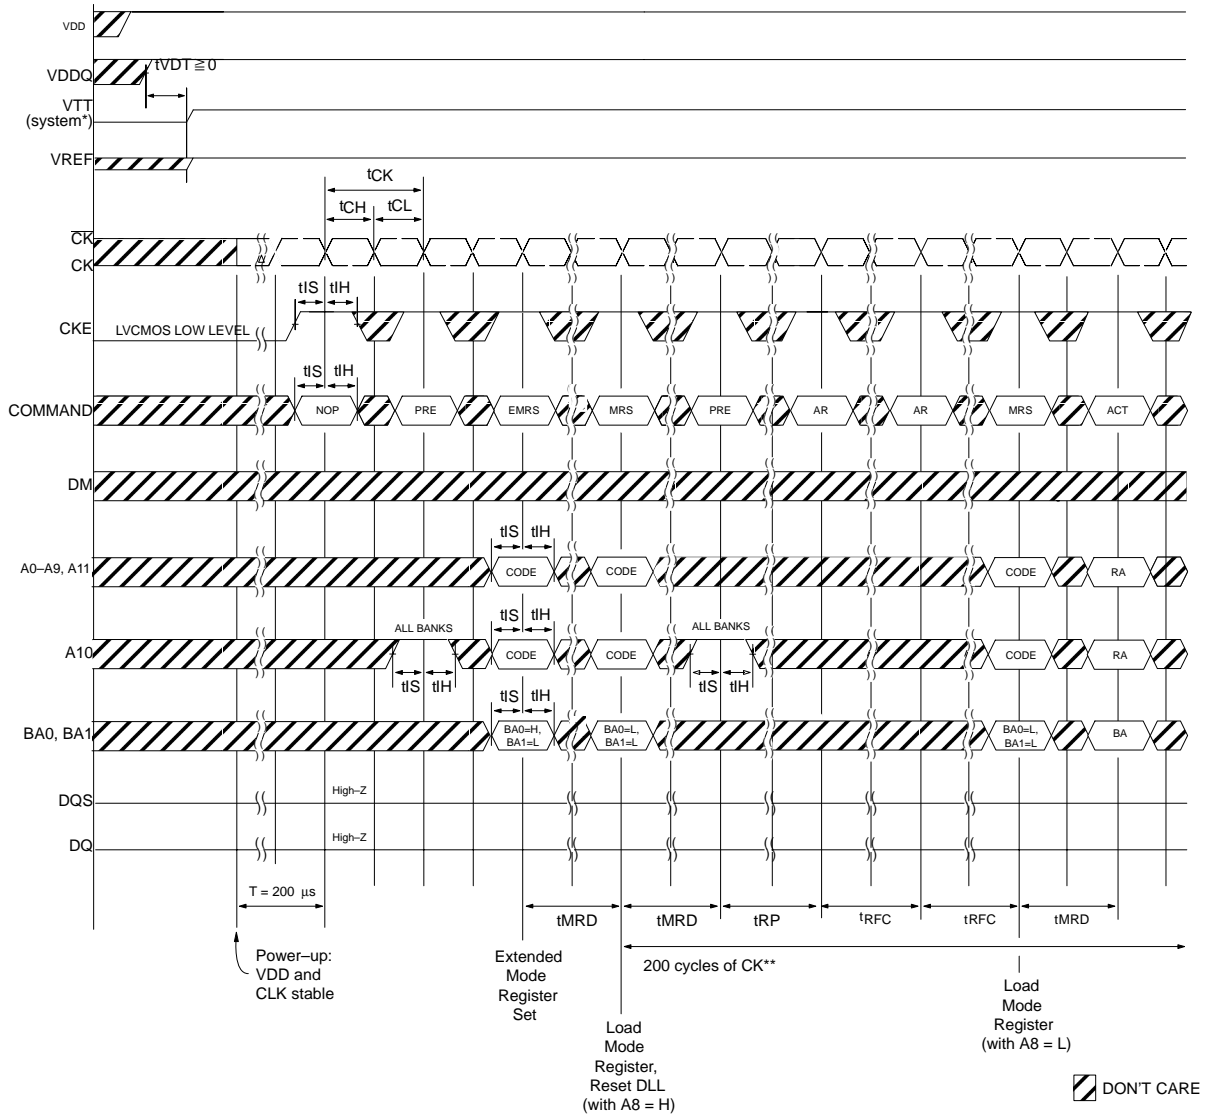 VDD
VDDQ
tVDT ≧0
VTT
(system*)
VREF
tCK
tCH
tCL
CK
CK
tIS
tIH
CKE
LVCMOS LOW LEVEL
tIS
tIH
COMMAND
NOP
PRE
EMRS
MRS
PRE
AR
AR
MRS
ACT
DM
tIS
tIH
A0–A9, A11
CODE
CODE
CODE
RA
ALL BANKS
tIS
tIH
ALL BANKS
A10
CODE
CODE
CODE
RA
tIS
tIH
tIS
tIH
tIS
tIH
BA0, BA1
BA0=H,
BA1=L
BA0=L,
BA1=L
BA0=L,
BA1=L
BA
DQS
High–Z
DQ
High–Z
T = 200 µs
tMRD
tMRD
tRP
tRFC
tRFC
tMRD
Power–up:
VDD and
CLK stable
Extended
Mode
Register
Set
200 cycles of CK**
Load
Mode
Register,
Reset DLL
(with A8 = H)
Load
Mode
Register
(with A8 = L)
DON'T CARE